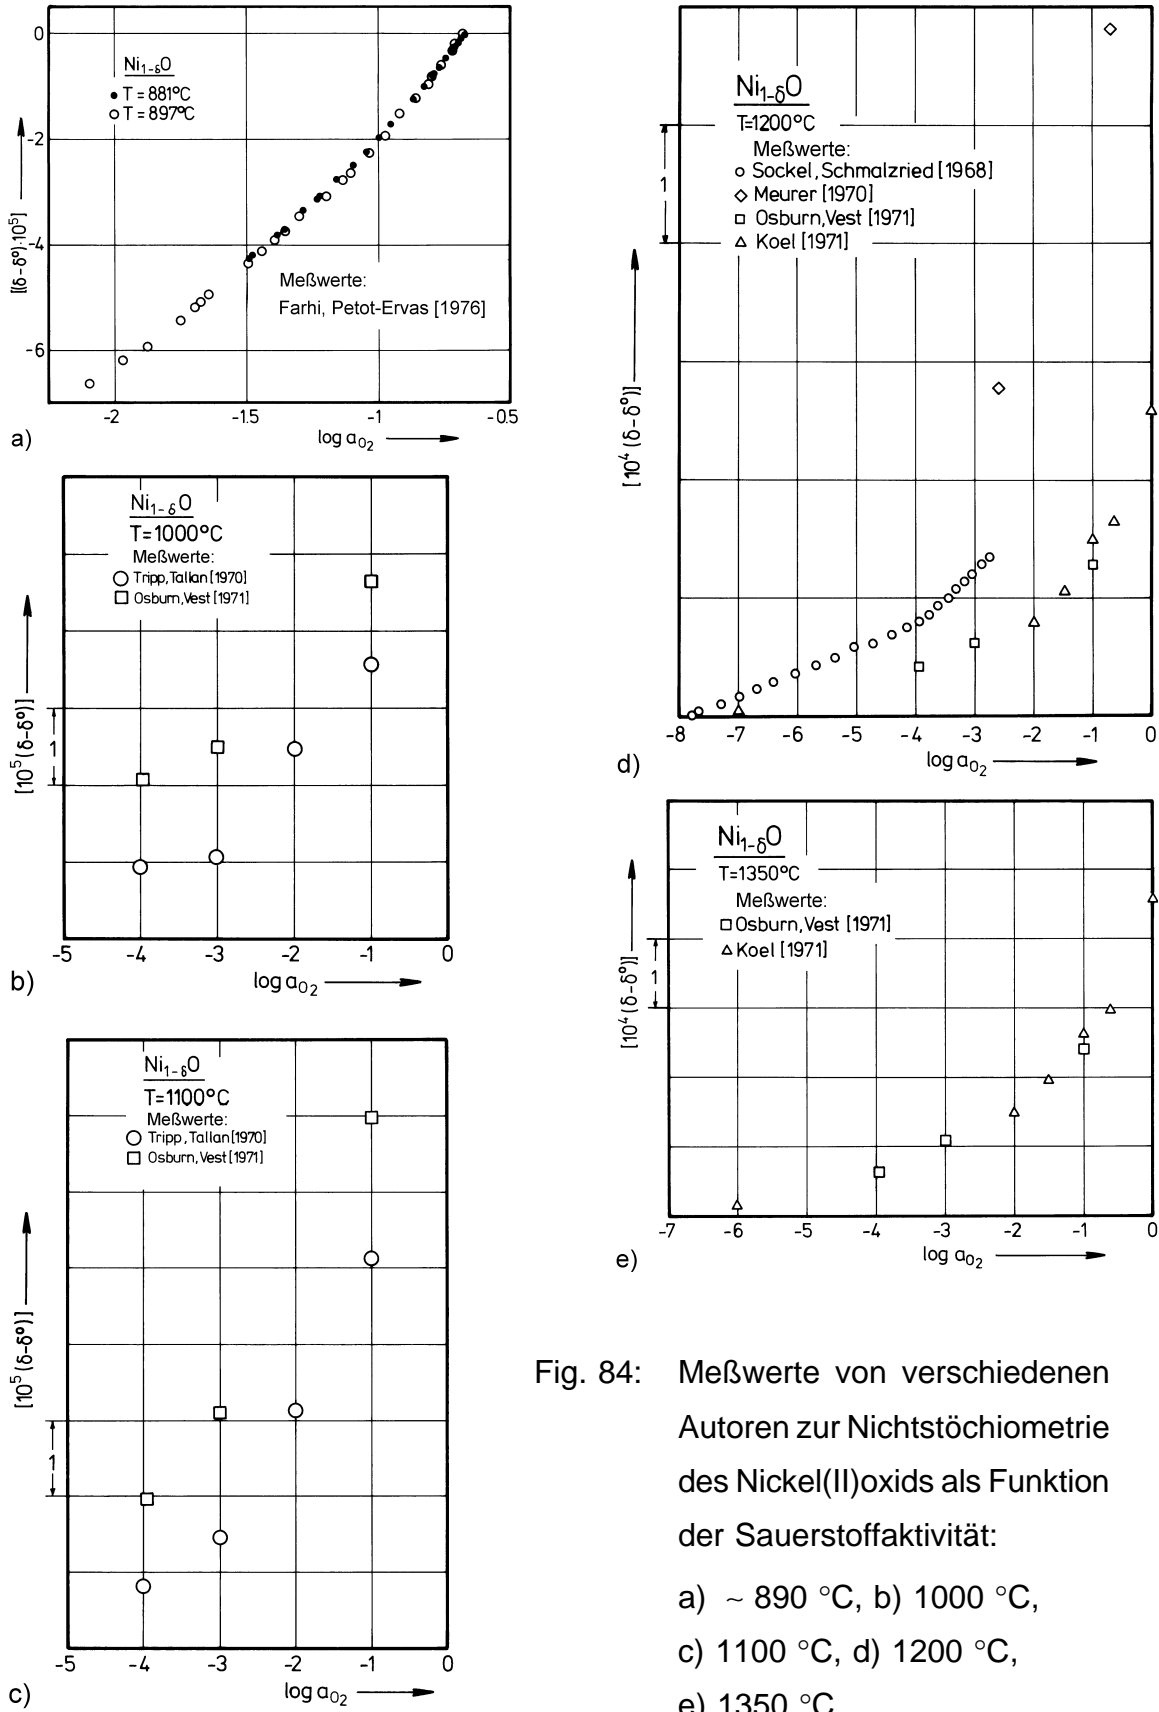 0
-2
-4
-6
Ni1-δO
T = 881°C
T = 897°C
[(δ-δ°)·10⁵]
Meßwerte:
Farhi, Petot-Ervas [1976]
-2
-1.5
-1
-0.5
log aO2
a)
Ni1-δO
T=1000°C
Meßwerte:
Tripp,Tallan[1970]
Osburn,Vest[1971]
[10⁵(δ-δ°)]
1
-5
-4
-3
-2
-1
0
log aO2
b)
Ni1-δO
T=1100°C
Meßwerte:
Tripp,Tallan[1970]
Osburn,Vest[1971]
[10⁵(δ-δ°)]
1
-5
-4
-3
-2
-1
0
log aO2
c)
Ni1-δO
T=1200°C
Meßwerte:
Sockel,Schmalzried[1968]
Meurer [1970]
Osburn,Vest [1971]
Koel [1971]
1
[10⁴(δ-δ°)]
-8
-7
-6
-5
-4
-3
-2
-1
0
log aO2
d)
Ni1-δO
T=1350°C
Meßwerte:
Osburn,Vest [1971]
Koel [1971]
[10⁴(δ-δ°)]
1
-7
-6
-5
-4
-3
-2
-1
0
log aO2
e)
Fig. 84: Meßwerte von verschiedenen
Autoren zur Nichtstöchiometrie
des Nickel(II)oxids als Funktion
der Sauerstoffaktivität:
a) ~ 890 °C, b) 1000 °C,
c) 1100 °C, d) 1200 °C,
e) 1350 °C